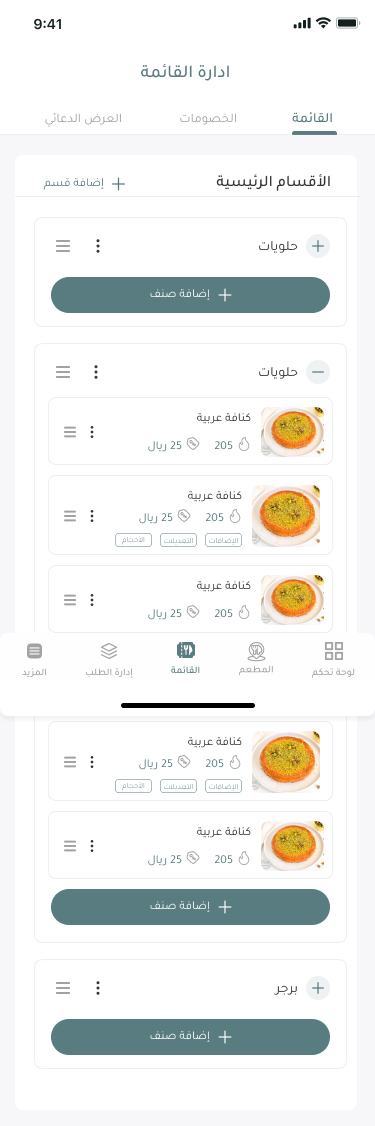 9:41
ادارة القائمة
القائمة الخصومات العرض الدعائي
الأقسام الرئيسية إضافة قسم
حلويات
إضافة صنف
حلويات
كنافة عربية
205 25 ريال
كنافة عربية
205 25 ريال
الإضافات التعديلات الأحجام
كنافة عربية
205 25 ريال
لوحة تحكم المطعم القائمة إدارة الطلب المزيد
كنافة عربية
205 25 ريال
الإضافات التعديلات الأحجام
كنافة عربية
205 25 ريال
إضافة صنف
برجر
إضافة صنف